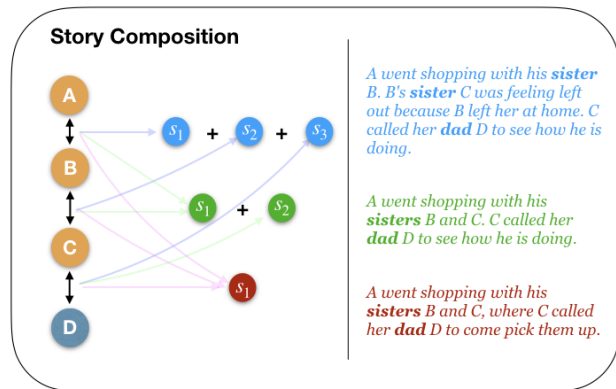 Story Composition
A
B
C
D
s1 + s2 + s3
s1 + s2
s1
A went shopping with his sister
B. B's sister C was feeling left
out because B left her at home. C
called her dad D to see how he is
doing.
A went shopping with his
sisters B and C. C called her
dad D to see how he is doing.
A went shopping with his
sisters B and C, where C called
her dad D to come pick them up.